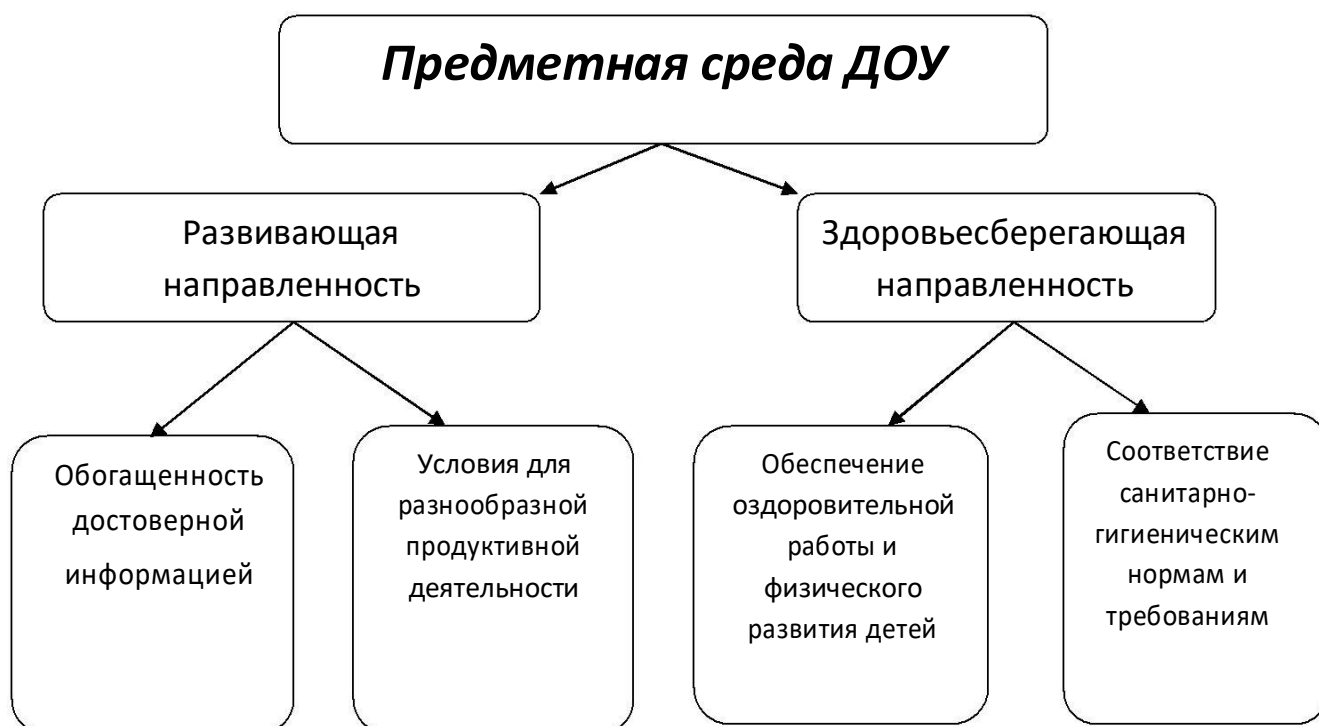 Предметная среда ДОУ
Развивающая
направленность
Здоровьесберегающая
направленность
Обогащенность
достоверной
информацией
Условия для
разнообразной
продуктивной
деятельности
Обеспечение
оздоровительной
работы и
физического
развития детей
Соответствие
санитарно-
гигиеническим
нормам и
требованиям